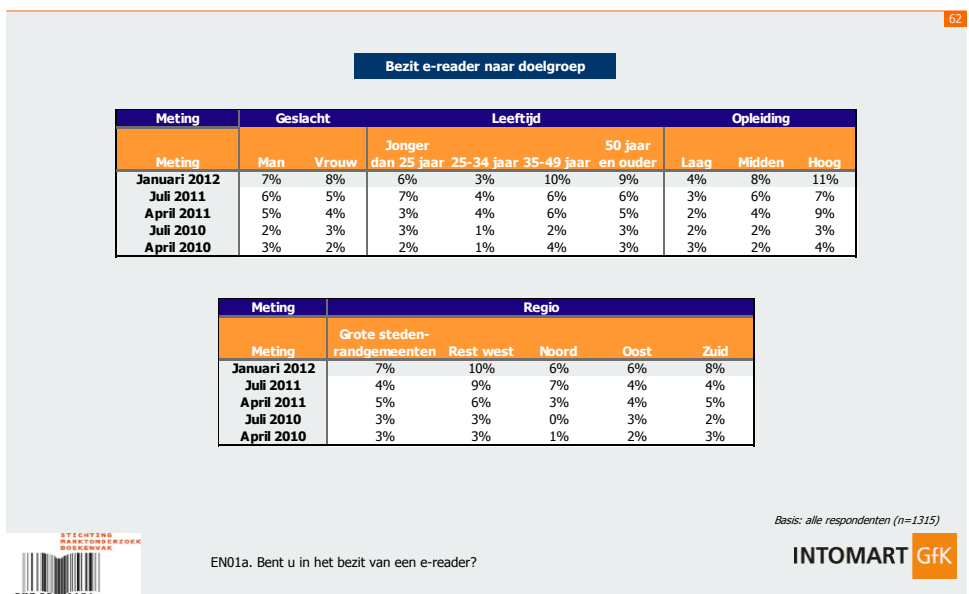 62
Bezit e-reader naar doelgroep
Meting Geslacht Leeftijd Opleiding
Jonger 50 jaar
Meting Man Vrouw dan 25 jaar 25-34 jaar 35-49 jaar en ouder Laag Midden Hoog
Januari 2012 7% 8% 6% 3% 10% 9% 4% 8% 11%
Juli 2011 6% 5% 7% 4% 6% 6% 3% 6% 7%
April 2011 5% 4% 3% 4% 6% 5% 2% 4% 9%
Juli 2010 2% 3% 3% 1% 2% 3% 2% 2% 3%
April 2010 3% 2% 2% 1% 4% 3% 3% 2% 4%
Meting Regio
Grote steden-
Meting randgemeenten Rest west Noord Oost Zuid
Januari 2012 7% 10% 6% 6% 8%
Juli 2011 4% 9% 7% 4% 4%
April 2011 5% 6% 3% 4% 5%
Juli 2010 3% 3% 0% 3% 2%
April 2010 3% 3% 1% 2% 3%
Basis: alle respondenten (n=1315)
STICHTING
MARKTONDERZOEK
BOEKENVAK
EN01a. Bent u in het bezit van een e-reader?
INTOMART GfK